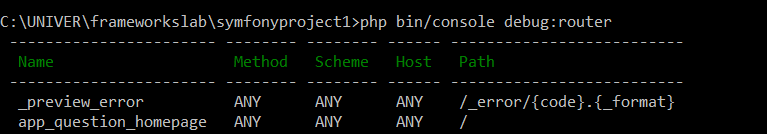 C:\UNIVER\frameworkslab\symfonyproject1>php bin/console debug:router
Name Method Scheme Host Path
_preview_error ANY ANY ANY /_error/{code}.{_format}
app_question_homepage ANY ANY ANY /